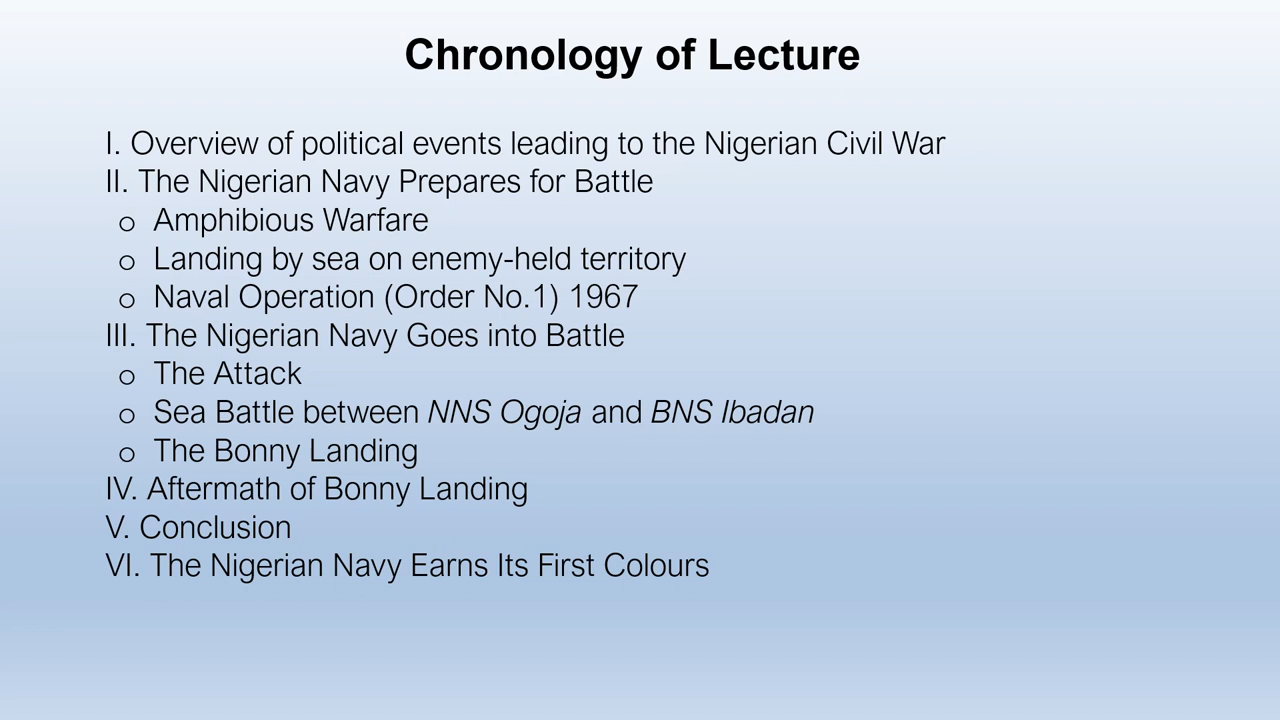 Chronology of Lecture
I. Overview of political events leading to the Nigerian Civil War
II. The Nigerian Navy Prepares for Battle
o Amphibious Warfare
o Landing by sea on enemy-held territory
o Naval Operation (Order No.1) 1967
III. The Nigerian Navy Goes into Battle
o The Attack
o Sea Battle between NNS Ogoja and BNS Ibadan
o The Bonny Landing
IV. Aftermath of Bonny Landing
V. Conclusion
VI. The Nigerian Navy Earns Its First Colours